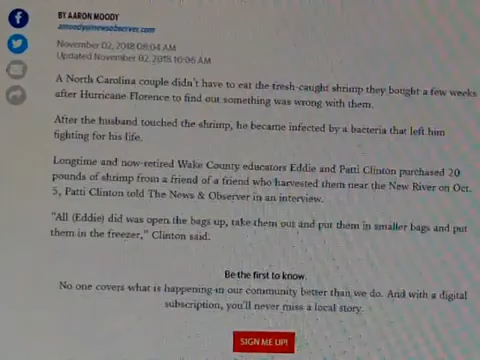 BY AARON MOODY
amoody@newsobserver.com
November 02, 2018 08:04 AM
Updated November 02, 2018 10:06 AM
A North Carolina couple didn't have to eat the fresh-caught shrimp they bought a few weeks
after Hurricane Florence to find out something was wrong with them.
After the husband touched the shrimp, he became infected by a bacteria that left him
fighting for his life.
Longtime and now-retired Wake County educators Eddie and Patti Clinton purchased 20
pounds of shrimp from a friend of a friend who harvested them near the New River on Oct.
5, Patti Clinton told The News & Observer in an interview.
"All (Eddie) did was open the bags up, take them out and put them in smaller bags and put
them in the freezer," Clinton said.
Be the first to know.
No one covers what is happening in our community better than we do. And with a digital
subscription, you'll never miss a local story.
SIGN ME UP!